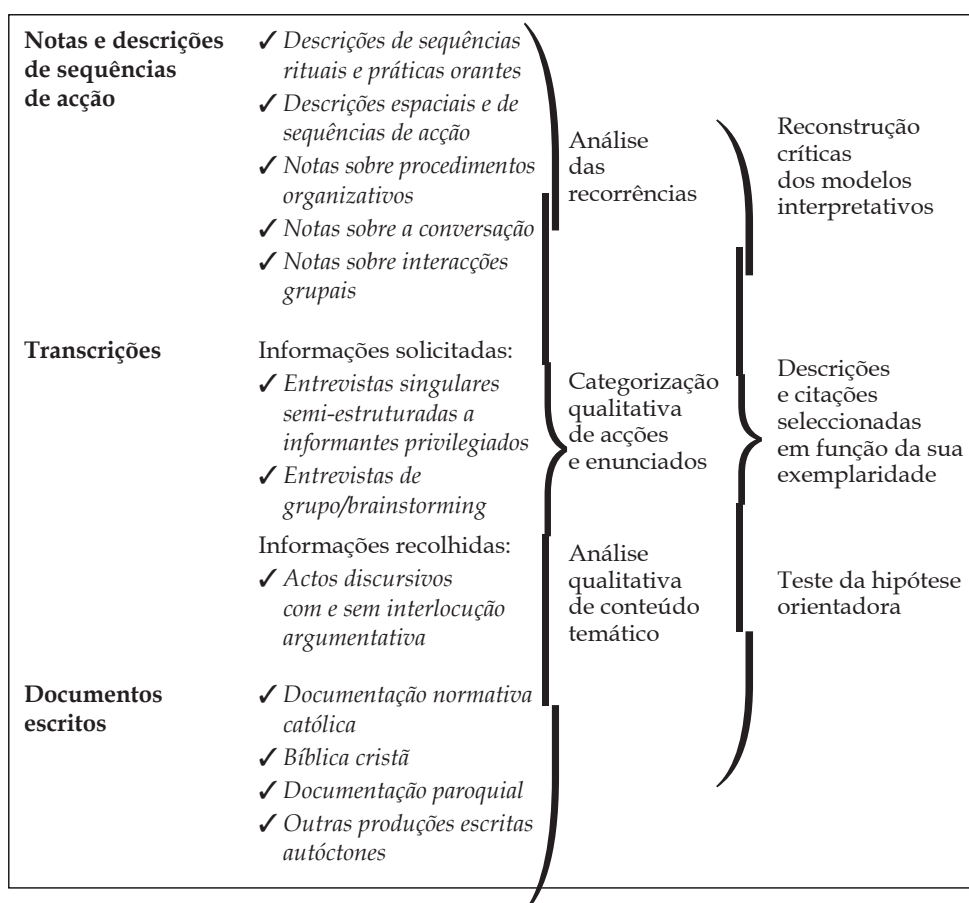 Notas e descrições
de sequências
de acção
✓ Descrições de sequências
rituais e práticas orantes
✓ Descrições espaciais e de
sequências de acção
✓ Notas sobre procedimentos
organizativos
✓ Notas sobre a conversação
✓ Notas sobre interacções
grupais
Transcrições
Informações solicitadas:
✓ Entrevistas singulares
semi-estruturadas a
informantes privilegiados
✓ Entrevistas de
grupo/brainstorming
Informações recolhidas:
✓ Actos discursivos
com e sem interlocução
argumentativa
Documentos
escritos
✓ Documentação normativa
católica
✓ Bíblica cristã
✓ Documentação paroquial
✓ Outras produções escritas
autóctones
Análise
das
recorrências
Categorização
qualitativa
de acções
e enunciados
Análise
qualitativa
de conteúdo
temático
Reconstrução
críticas
dos modelos
interpretativos
Descrições
e citações
seleccionadas
em função da sua
exemplaridade
Teste da hipótese
orientadora